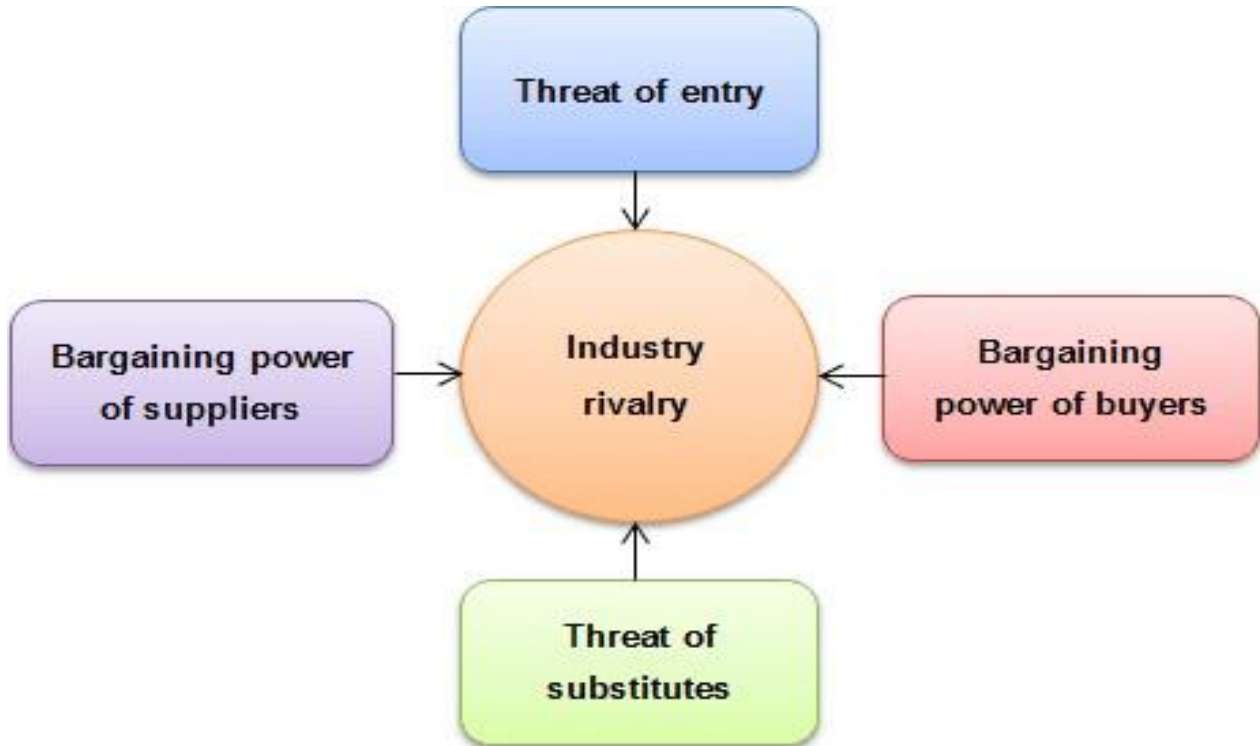 Threat of entry
Bargaining power
of suppliers
Industry
rivalry
Bargaining
power of buyers
Threat of
substitutes